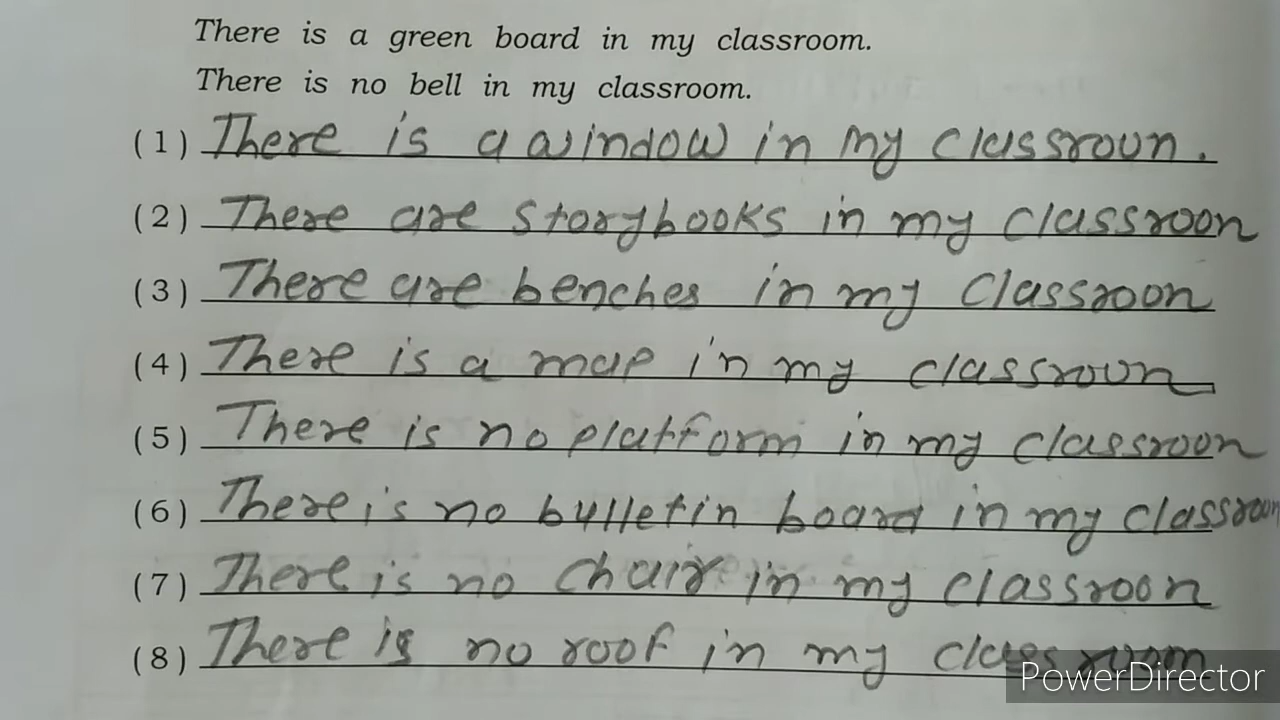 There is a green board in my classroom.
There is no bell in my classroom.
(1) There is a window in my classroun.
(2) There are storybooks in my classroon
(3) There are benches in my classroon
(4) There is a map in my classroun
(5) There is no platform in my classroon
(6) There is no bulletin board in my classroom
(7) There is no chair in my classroon
(8) There is no roof in my classroom
PowerDirector